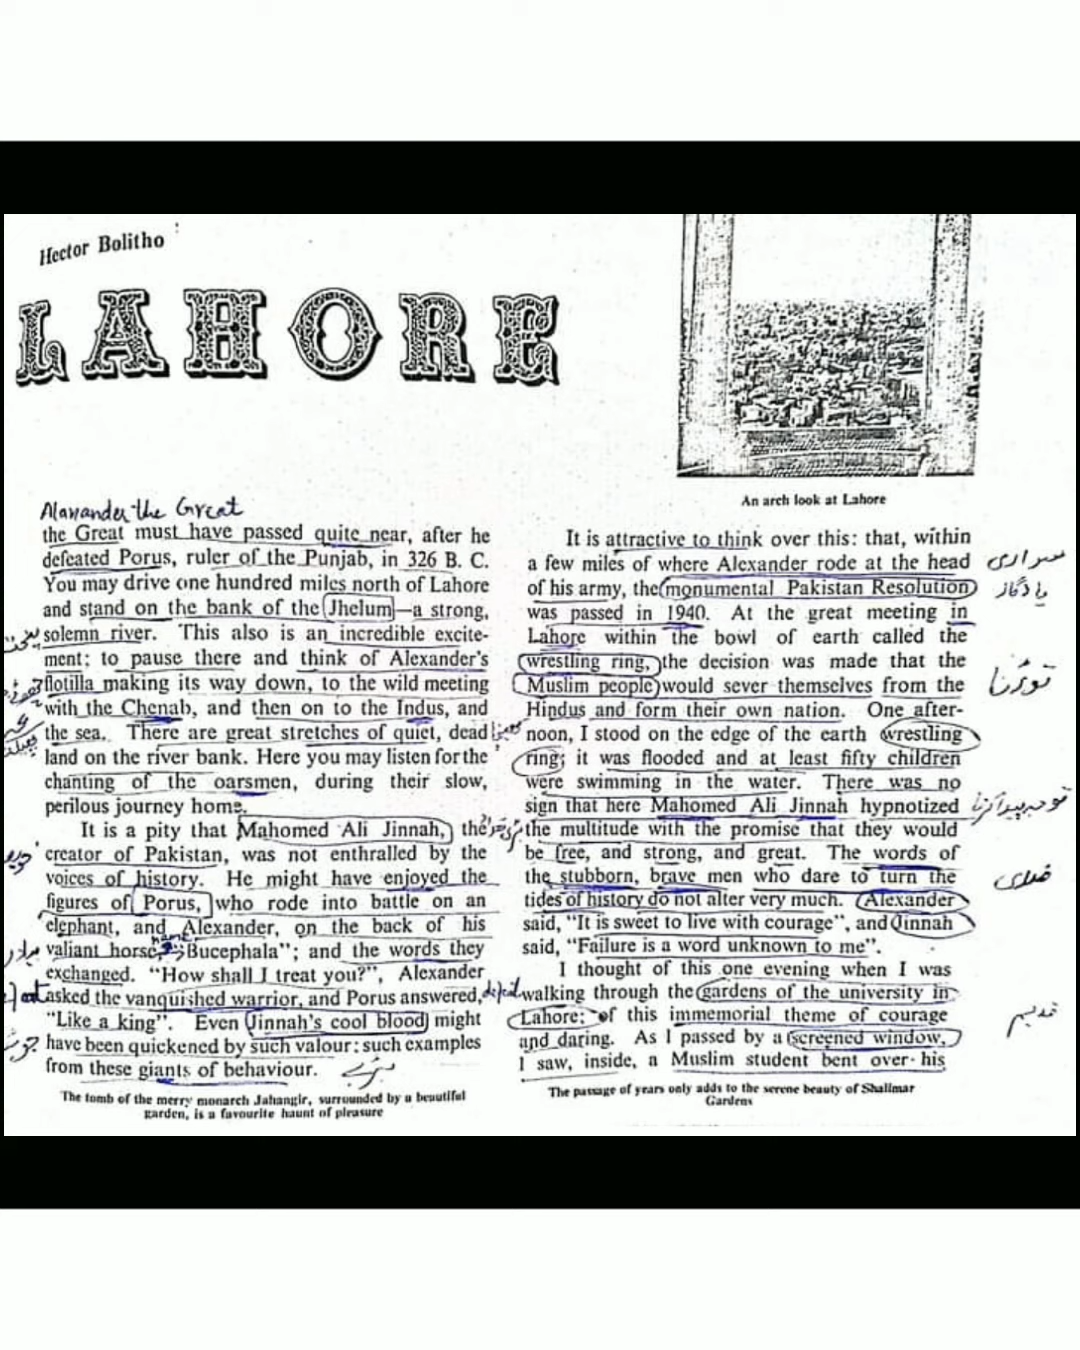 Hector Bolitho
LAHORE
An arch look at Lahore
Alexander the Great
the Great must have passed quite near, after he
defeated Porus, ruler of the Punjab, in 326 B. C.
You may drive one hundred miles north of Lahore
and stand on the bank of the Jhelum—a strong,
solemn river. This also is an incredible excite-
ment; to pause there and think of Alexander's
flotilla making its way down, to the wild meeting
with the Chenab, and then on to the Indus, and
the sea. There are great stretches of quiet, dead
land on the river bank. Here you may listen for the
chanting of the oarsmen, during their slow,
perilous journey home.
It is a pity that Mahomed Ali Jinnah, the
creator of Pakistan, was not enthralled by the
voices of history. He might have enjoyed the
figures of Porus, who rode into battle on an
elephant, and Alexander, on the back of his
valiant horse, Bucephala"; and the words they
exchanged. "How shall I treat you?", Alexander
asked the vanquished warrior, and Porus answered,
"Like a king". Even Jinnah's cool blood might
have been quickened by such valour: such examples
from these giants of behaviour.
The tomb of the merry monarch Jahangir, surrounded by a beautiful
garden, is a favourite haunt of pleasure
It is attractive to think over this: that, within
a few miles of where Alexander rode at the head
of his army, the monumental Pakistan Resolution
was passed in 1940. At the great meeting in
Lahore within the bowl of earth called the
wrestling ring, the decision was made that the
Muslim people would sever themselves from the
Hindus and form their own nation. One after-
noon, I stood on the edge of the earth wrestling
ring; it was flooded and at least fifty children
were swimming in the water. There was no
sign that here Mahomed Ali Jinnah hypnotized
the multitude with the promise that they would
be free, and strong, and great. The words of
the stubborn, brave men who dare to turn the
tides of history do not alter very much. Alexander
said, "It is sweet to live with courage", and Jinnah
said, "Failure is a word unknown to me".
I thought of this one evening when I was
walking through the gardens of the university in
Lahore: of this immemorial theme of courage
and daring. As I passed by a screened window,
I saw, inside, a Muslim student bent over his
The passage of years only adds to the serene beauty of Shalimar
Gardens
یادگار
توڑنا
توجہ پیدا کرنا
ضدی
قدیم